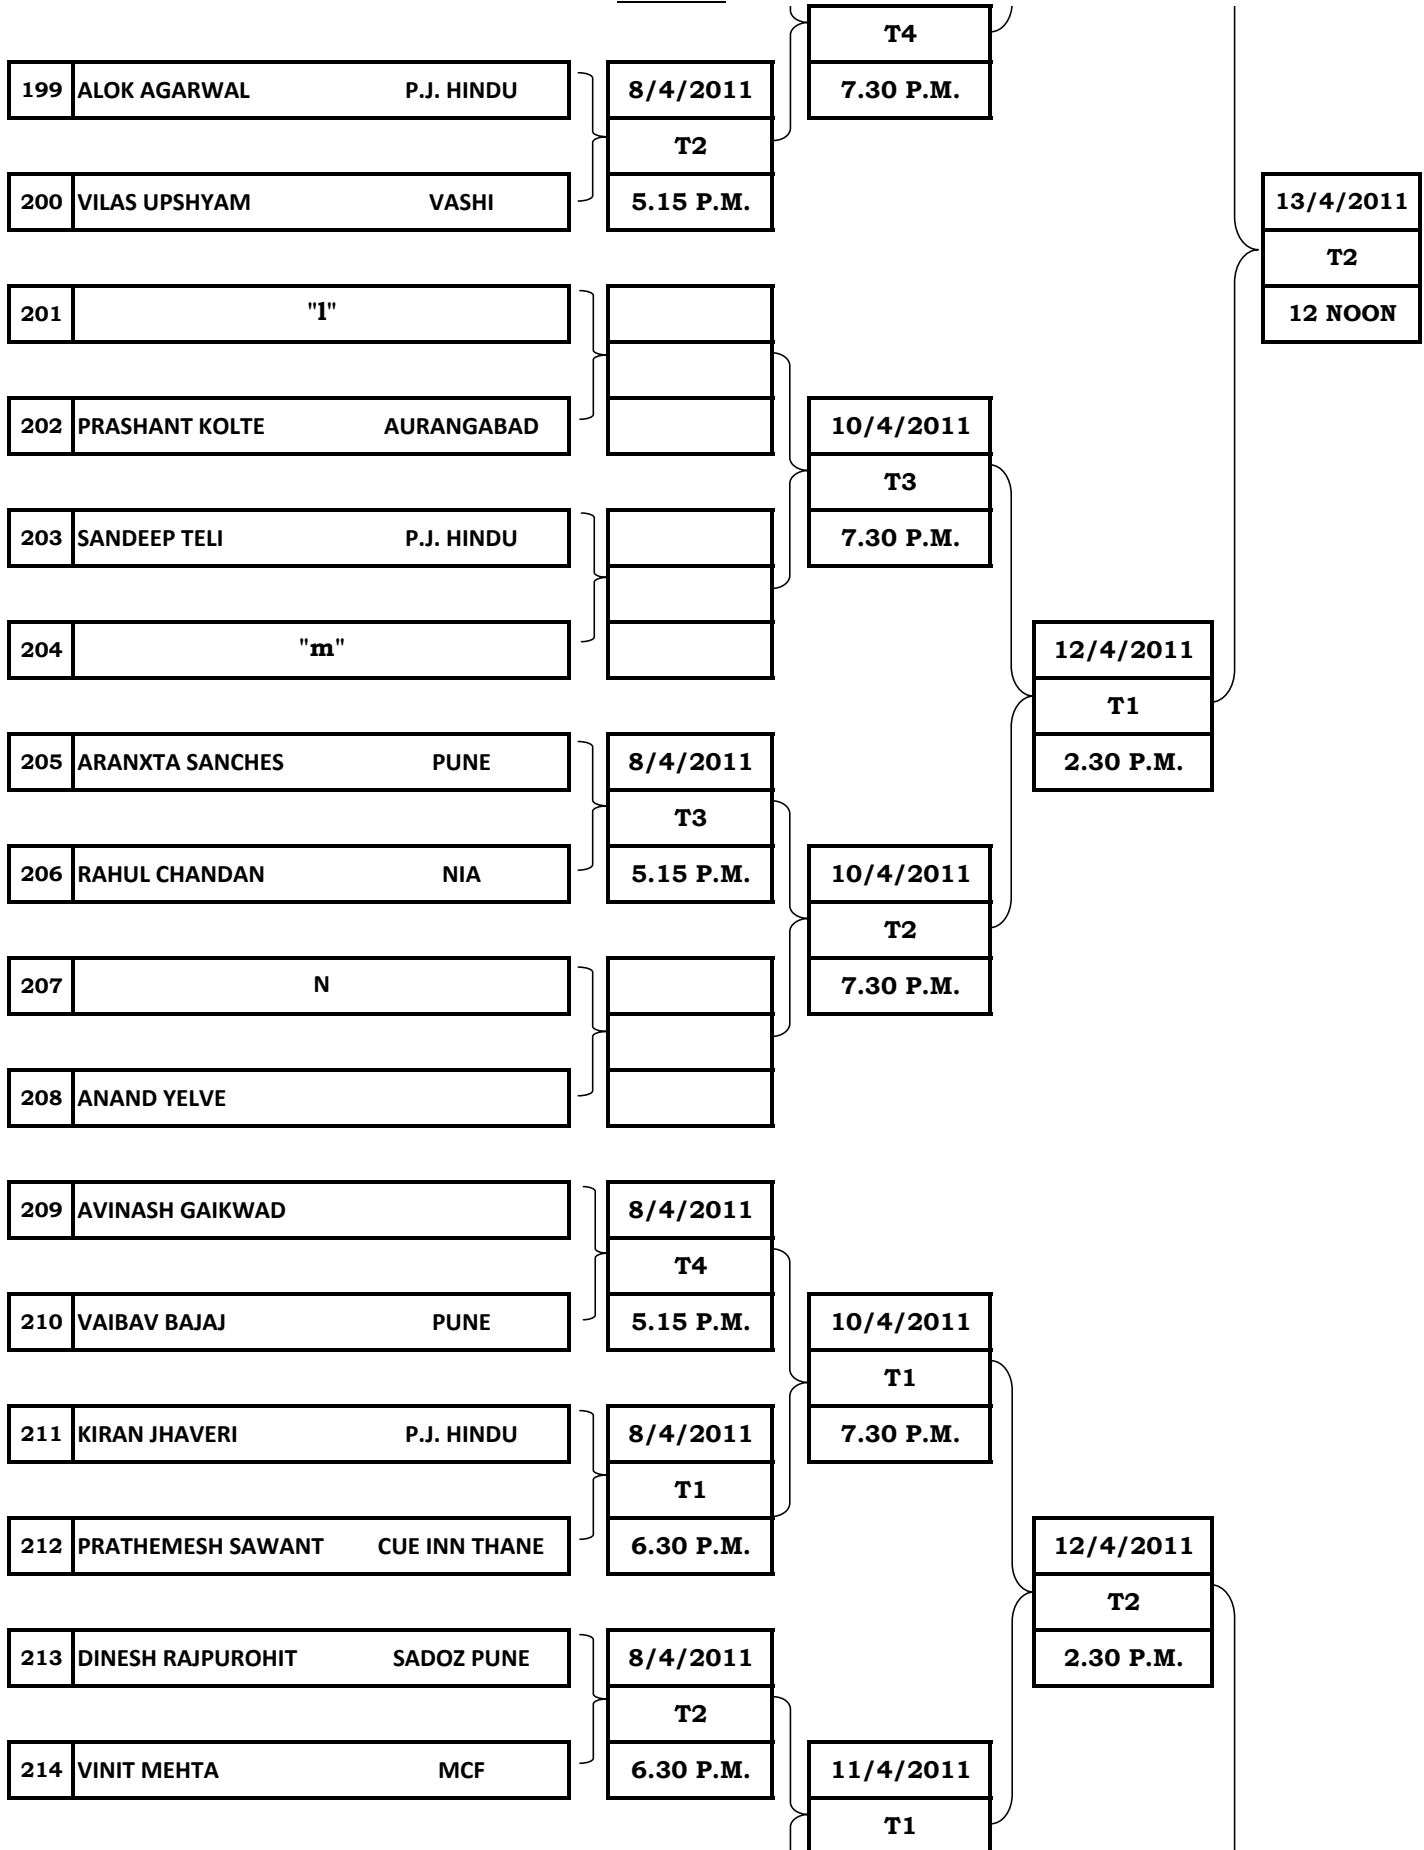 T4
199 ALOK AGARWAL P.J. HINDU 8/4/2011 7.30 P.M.
T2
200 VILAS UPSHYAM VASHI 5.15 P.M. 13/4/2011
T2
201 "l" 12 NOON
202 PRASHANT KOLTE AURANGABAD 10/4/2011
T3
203 SANDEEP TELI P.J. HINDU 7.30 P.M.
204 "m" 12/4/2011
T1
205 ARANXTA SANCHES PUNE 8/4/2011 2.30 P.M.
T3
206 RAHUL CHANDAN NIA 5.15 P.M. 10/4/2011
T2
207 N 7.30 P.M.
208 ANAND YELVE
209 AVINASH GAIKWAD 8/4/2011
T4
210 VAIBAV BAJAJ PUNE 5.15 P.M. 10/4/2011
T1
211 KIRAN JHAVERI P.J. HINDU 8/4/2011 7.30 P.M.
T1
212 PRATHEMESH SAWANT CUE INN THANE 6.30 P.M. 12/4/2011
T2
213 DINESH RAJPUROHIT SADOZ PUNE 8/4/2011 2.30 P.M.
T2
214 VINIT MEHTA MCF 6.30 P.M. 11/4/2011
T1